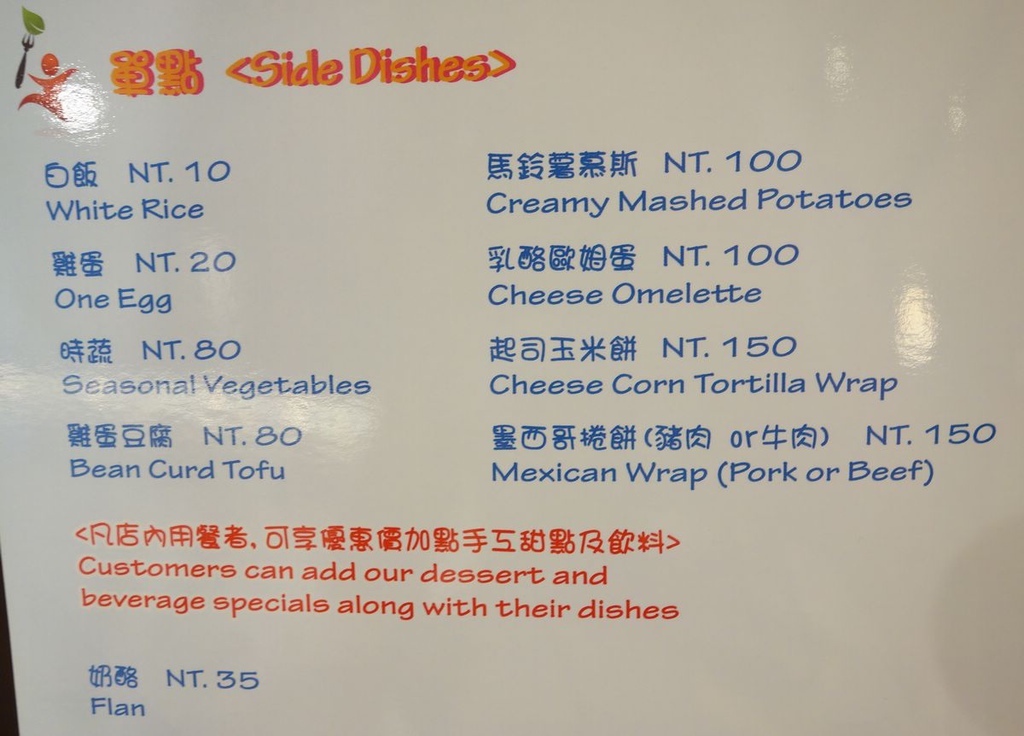 單點 <Side Dishes>
白飯 NT. 10
White Rice
雞蛋 NT. 20
One Egg
時蔬 NT. 80
Seasonal Vegetables
雞蛋豆腐 NT. 80
Bean Curd Tofu
馬鈴薯慕斯 NT. 100
Creamy Mashed Potatoes
乳酪歐姆蛋 NT. 100
Cheese Omelette
起司玉米餅 NT. 150
Cheese Corn Tortilla Wrap
墨西哥捲餅(豬肉 or牛肉) NT. 150
Mexican Wrap (Pork or Beef)
<凡店內用餐者, 可享優惠價加點手工甜點及飲料>
Customers can add our dessert and
beverage specials along with their dishes
奶酪 NT. 35
Flan